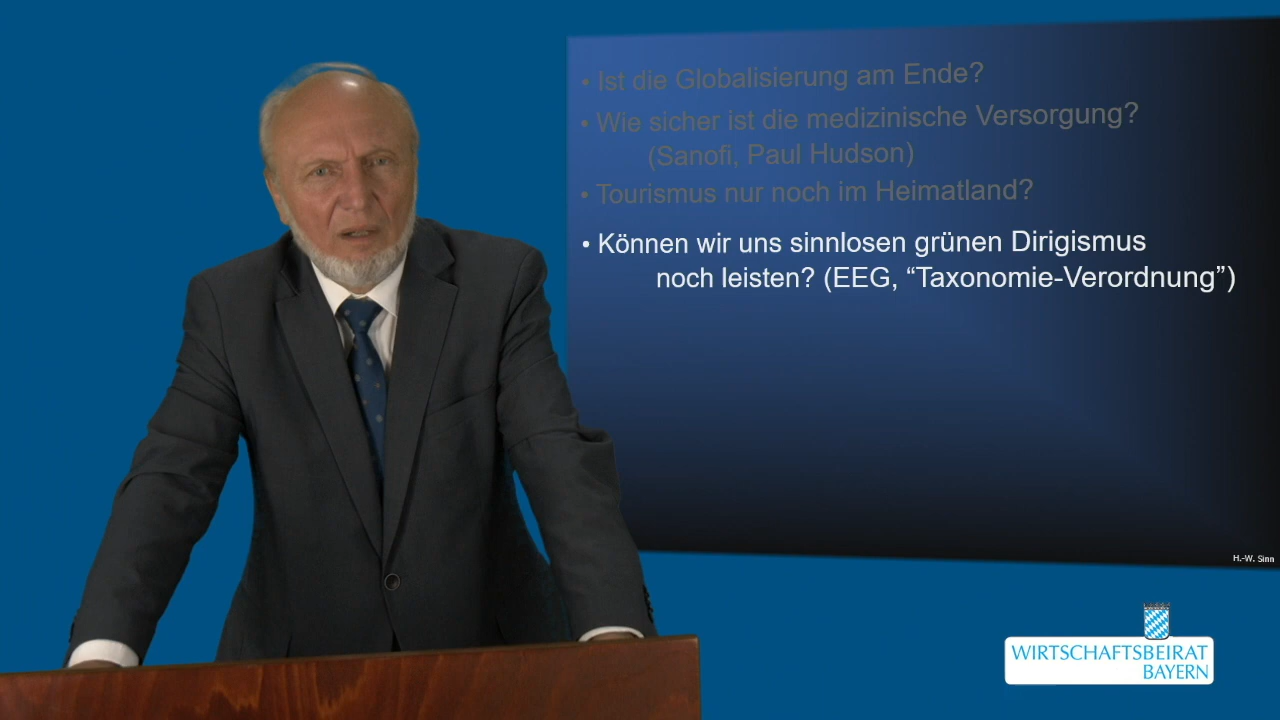 • Ist die Globalisierung am Ende?
• Wie sicher ist die medizinische Versorgung?
(Sanofi, Paul Hudson)
• Tourismus nur noch im Heimatland?
• Können wir uns sinnlosen grünen Dirigismus
noch leisten? (EEG, “Taxonomie-Verordnung”)
H.-W. Sinn
WIRTSCHAFTSBEIRAT
BAYERN